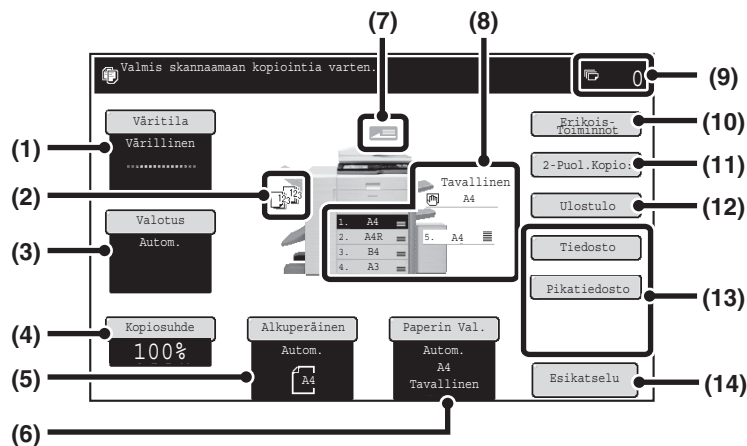 (7)
(8)
Valmis skannaamaan kopiointia varten.
0
(9)
Väritila
Värillinen
(1)
Erikois-
Toiminnot
(10)
2-Puol.Kopio:
(11)
(2)
123
123
Tavallinen
A4
Ulostulo
(12)
Valotus
Autom.
(3)
1. A4
2. A4R
3. B4
4. A3
5. A4
Tiedosto
Pikatiedosto
(13)
Kopiosuhde
100%
(4)
Alkuperäinen
Autom.
A4
(5)
Paperin Val.
Autom.
A4
Tavallinen
(6)
Esikatselu
(14)